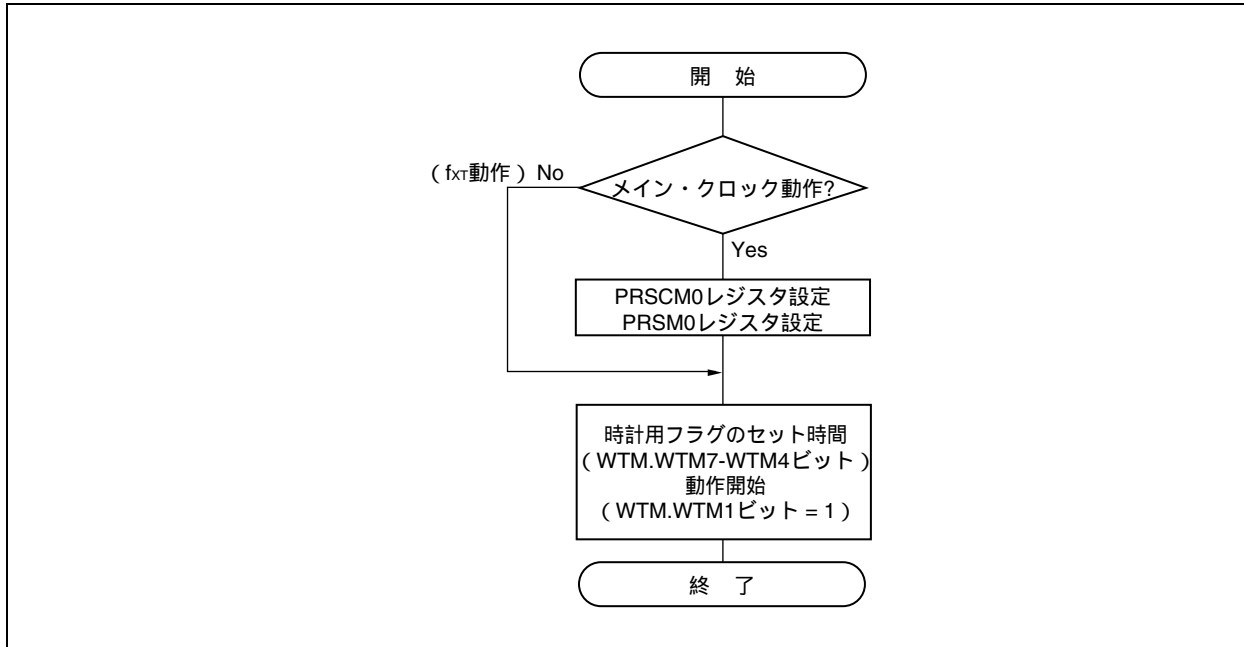 開 始
（fXT動作）No
メイン・クロック動作?
Yes
PRSCM0レジスタ設定
PRSM0レジスタ設定
時計用フラグのセット時間
（WTM.WTM7-WTM4ビット）
動作開始
（WTM.WTM1ビット = 1）
終 了